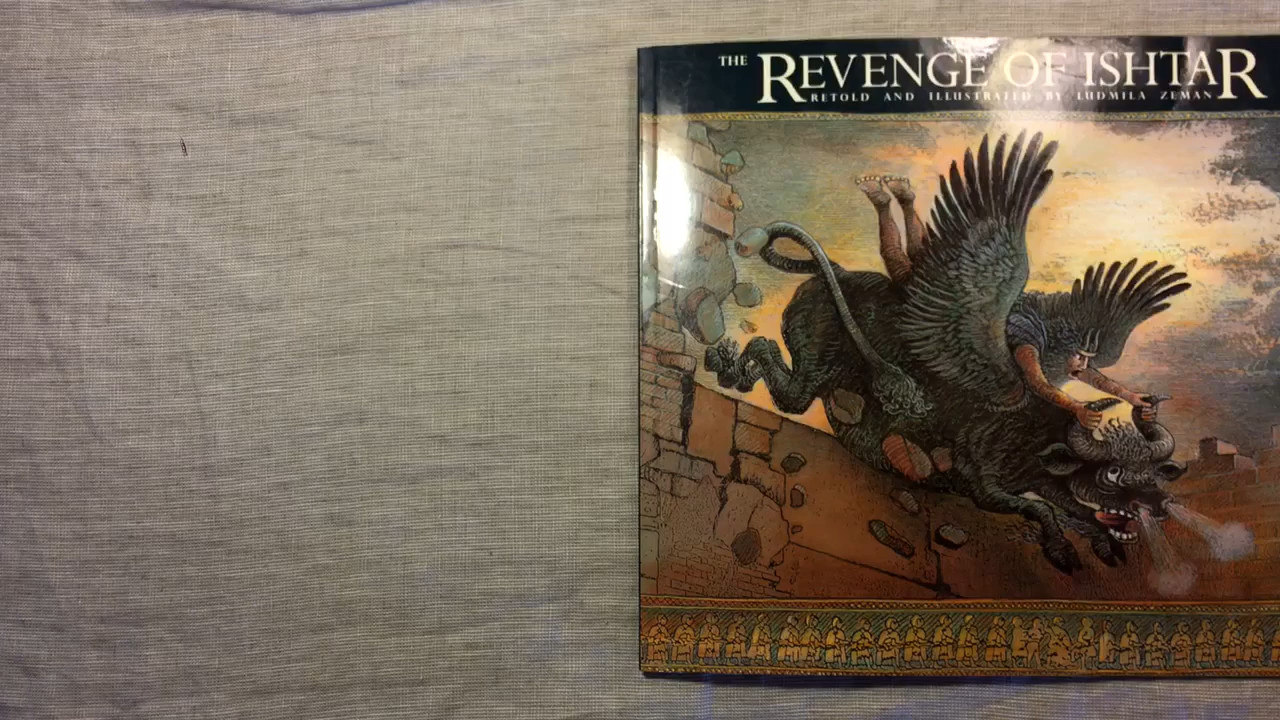 THE REVENGE OF ISHTAR
RETOLD AND ILLUSTRATED BY LUDMILA ZEMAN